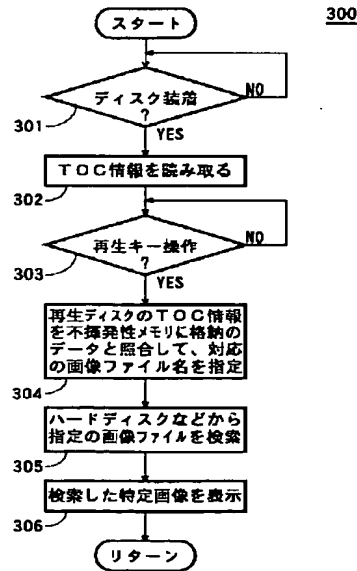 300
スタート
ディスク装着
?
NO
301
YES
TOC情報を読み取る
302
再生キー操作
?
NO
303
YES
再生ディスクのTOC情報
を不揮発性メモリに格納の
データと照合して、対応
の画像ファイル名を指定
304
ハードディスクなどから
指定の画像ファイルを検索
305
検索した特定画像を表示
306
リターン